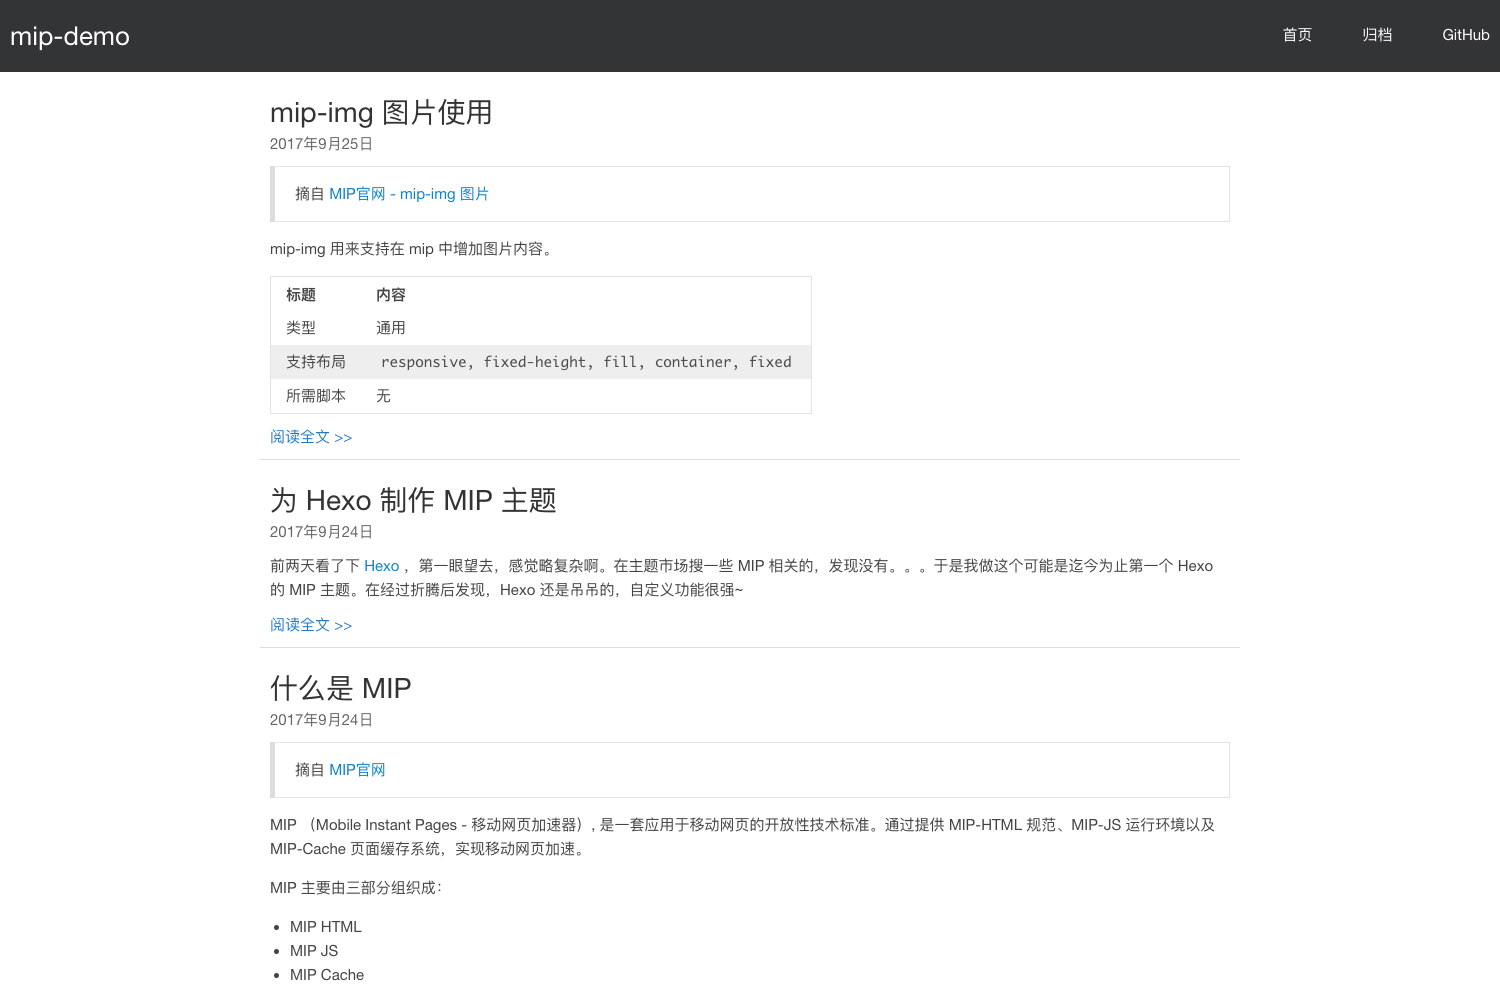 mip-demo
首页 归档 GitHub
mip-img 图片使用
2017年9月25日
摘自 MIP官网 - mip-img 图片
mip-img 用来支持在 mip 中增加图片内容。
标题 内容
类型 通用
支持布局 responsive, fixed-height, fill, container, fixed
所需脚本 无
阅读全文 >>
为 Hexo 制作 MIP 主题
2017年9月24日
前两天看了下 Hexo ，第一眼望去，感觉略复杂啊。在主题市场搜一些 MIP 相关的，发现没有。。。于是我做这个可能是迄今为止第一个 Hexo
的 MIP 主题。在经过折腾后发现，Hexo 还是吊吊的，自定义功能很强~
阅读全文 >>
什么是 MIP
2017年9月24日
摘自 MIP官网
MIP （Mobile Instant Pages - 移动网页加速器）, 是一套应用于移动网页的开放性技术标准。通过提供 MIP-HTML 规范、MIP-JS 运行环境以及
MIP-Cache 页面缓存系统，实现移动网页加速。
MIP 主要由三部分组织成：
• MIP HTML
• MIP JS
• MIP Cache